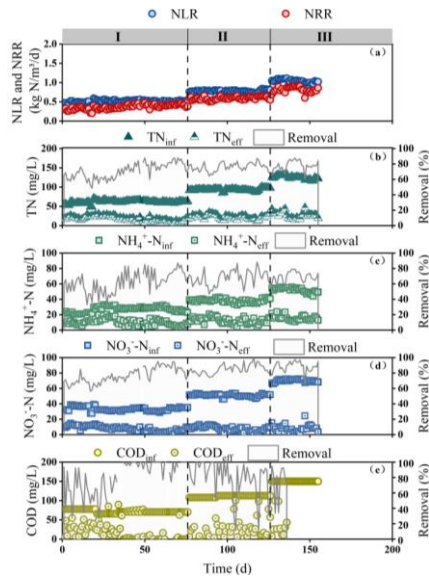 NLR NRR
I II III
NLR and NRR
(kg N/m³/d)
2.0
1.5
1.0
0.5
0.0
(a)
TNinf TNeff Removal
TN (mg/L)
200
150
100
50
0
(b)
100
80
60
40
20
0
Removal (%)
NH₄⁺-Ninf NH₄⁺-Neff Removal
NH₄⁺-N (mg/L)
100
80
60
40
20
0
(c)
100
80
60
40
20
0
Removal (%)
NO₃⁻-Ninf NO₃⁻-Neff Removal
NO₃⁻-N (mg/L)
100
80
60
40
20
0
(d)
100
80
60
40
20
0
Removal (%)
CODinf CODeff Removal
COD (mg/L)
200
150
100
50
0
(e)
100
80
60
40
20
0
Removal (%)
0 50 100 150 200
Time (d)